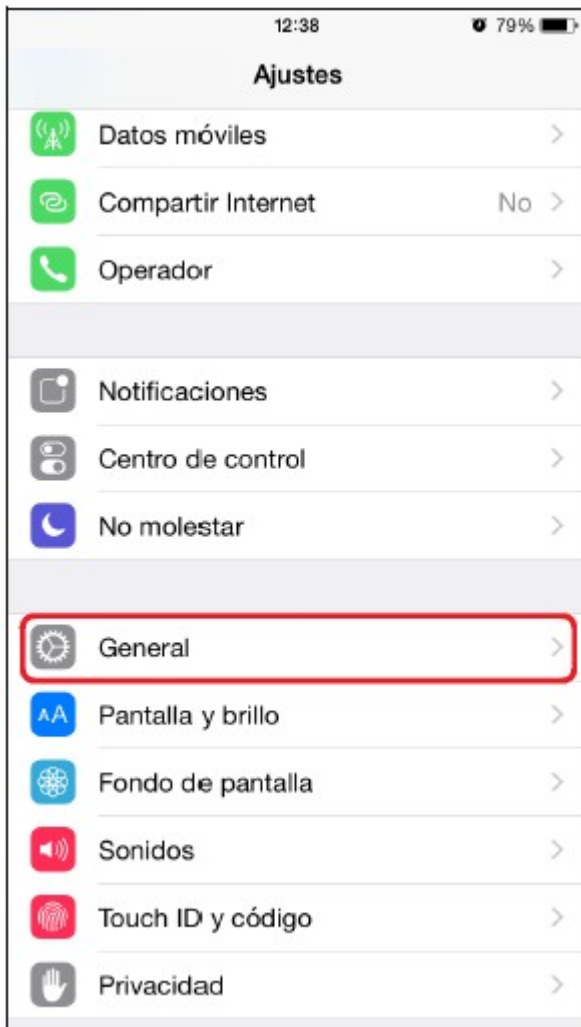 12:38 79%
Ajustes
Datos móviles
Compartir Internet No
Operador
Notificaciones
Centro de control
No molestar
General
AA Pantalla y brillo
Fondo de pantalla
Sonidos
Touch ID y código
Privacidad